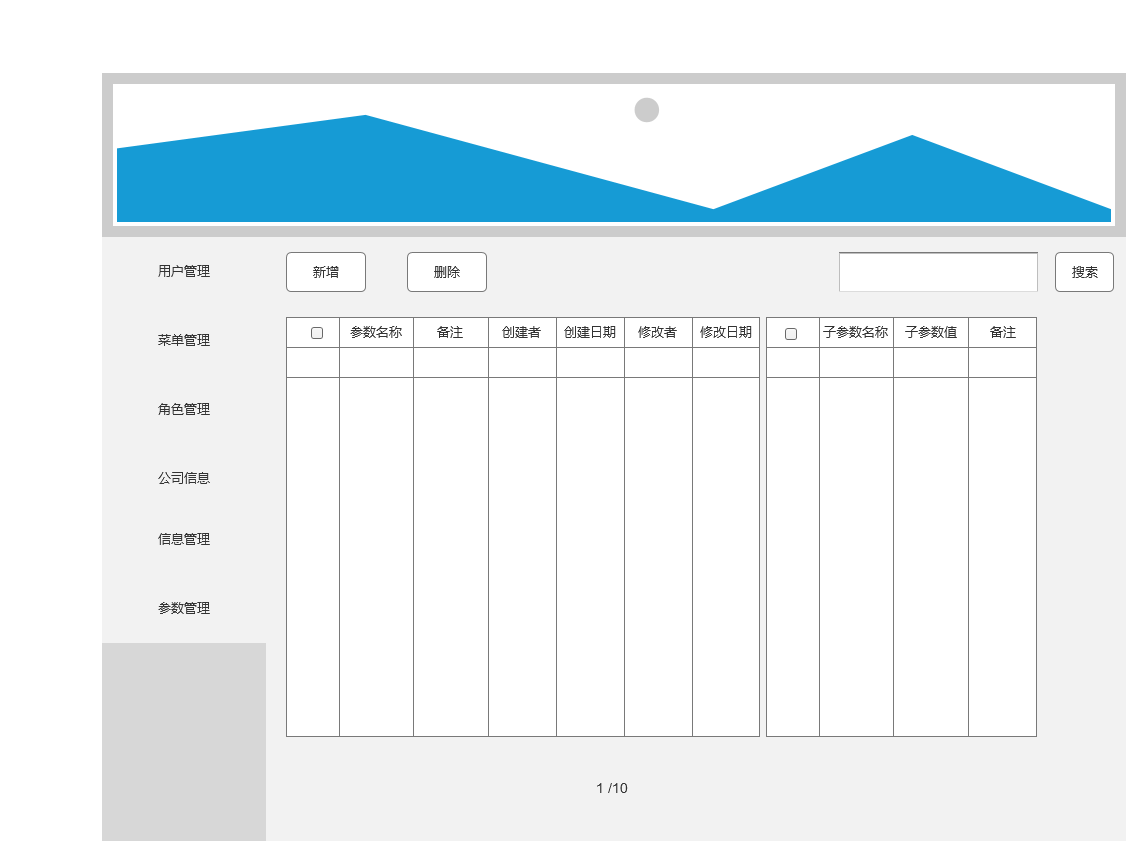 用户管理
新增
删除
搜索
菜单管理
角色管理
公司信息
信息管理
参数管理
参数名称 备注 创建者 创建日期 修改者 修改日期
子参数名称 子参数值 备注
1 /10